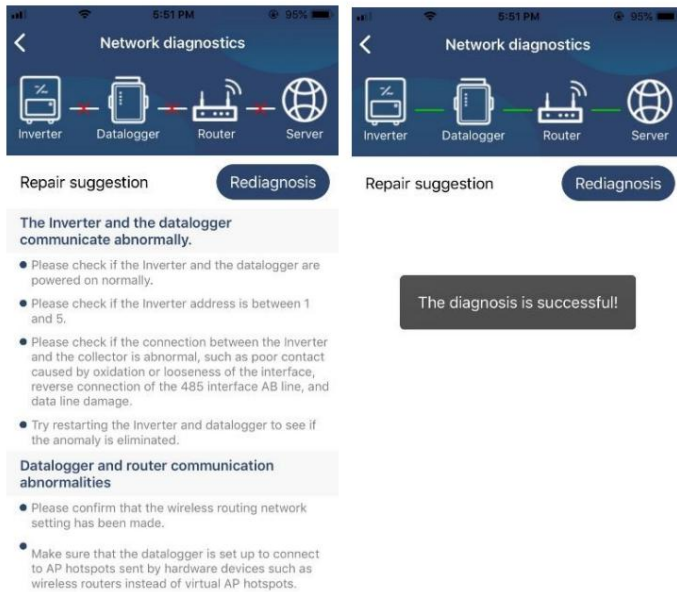 5:51 PM
95%
Network diagnostics
Inverter Datalogger Router Server
Repair suggestion
Rediagnosis
The Inverter and the datalogger
communicate abnormally.
Please check if the Inverter and the datalogger are
powered on normally.
Please check if the Inverter address is between 1
and 5.
Please check if the connection between the Inverter
and the collector is abnormal, such as poor contact
caused by oxidation or looseness of the interface,
reverse connection of the 485 interface AB line, and
data line damage.
Try restarting the Inverter and datalogger to see if
the anomaly is eliminated.
Datalogger and router communication
abnormalities
Please confirm that the wireless routing network
setting has been made.
Make sure that the datalogger is set up to connect
to AP hotspots sent by hardware devices such as
wireless routers instead of virtual AP hotspots.
5:51 PM
95%
Network diagnostics
Inverter Datalogger Router Server
Repair suggestion
Rediagnosis
The diagnosis is successful!